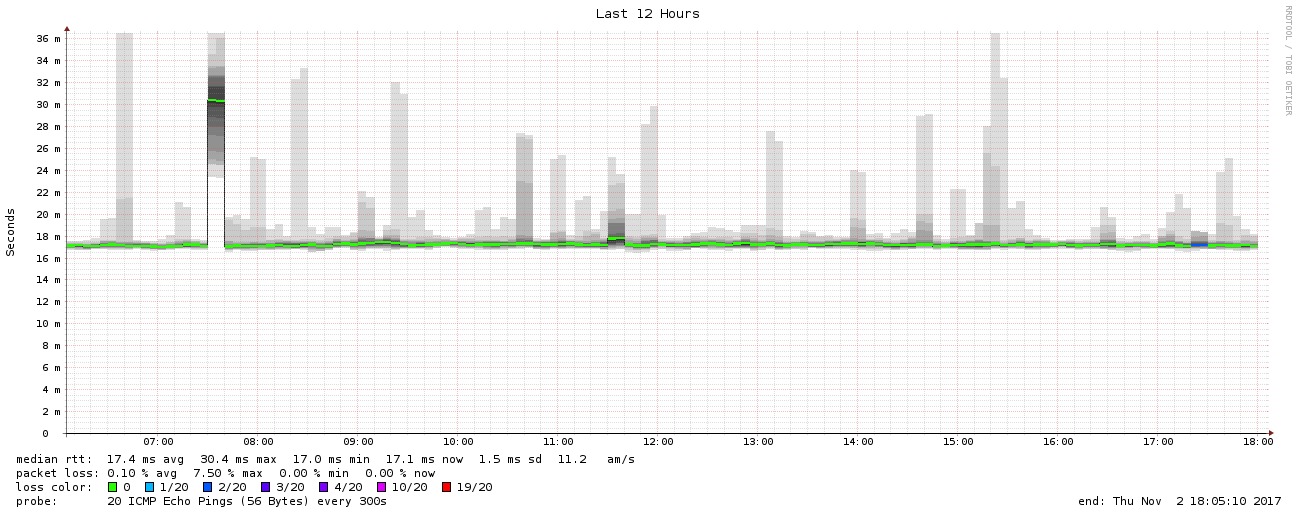 Last 12 Hours
RRDTOOL / TOBI OETIKER
Seconds
36 m
34 m
32 m
30 m
28 m
26 m
24 m
22 m
20 m
18 m
16 m
14 m
12 m
10 m
8 m
6 m
4 m
2 m
0
07:00 08:00 09:00 10:00 11:00 12:00 13:00 14:00 15:00 16:00 17:00 18:00
median rtt: 17.4 ms avg 30.4 ms max 17.0 ms min 17.1 ms now 1.5 ms sd 11.2 am/s
packet loss: 0.10 % avg 7.50 % max 0.00 % min 0.00 % now
loss color: 0 1/20 2/20 3/20 4/20 10/20 19/20
probe: 20 ICMP Echo Pings (56 Bytes) every 300s end: Thu Nov 2 18:05:10 2017